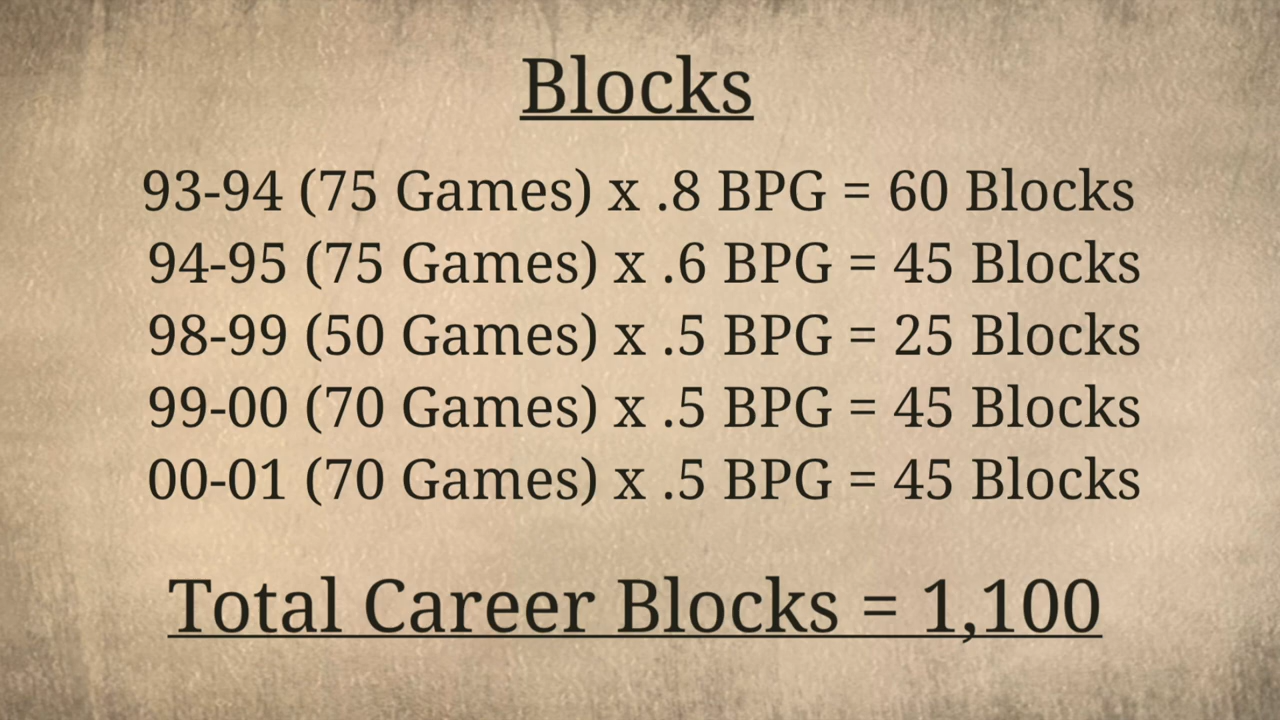 Blocks
93-94 (75 Games) x .8 BPG = 60 Blocks
94-95 (75 Games) x .6 BPG = 45 Blocks
98-99 (50 Games) x .5 BPG = 25 Blocks
99-00 (70 Games) x .5 BPG = 45 Blocks
00-01 (70 Games) x .5 BPG = 45 Blocks
Total Career Blocks = 1,100